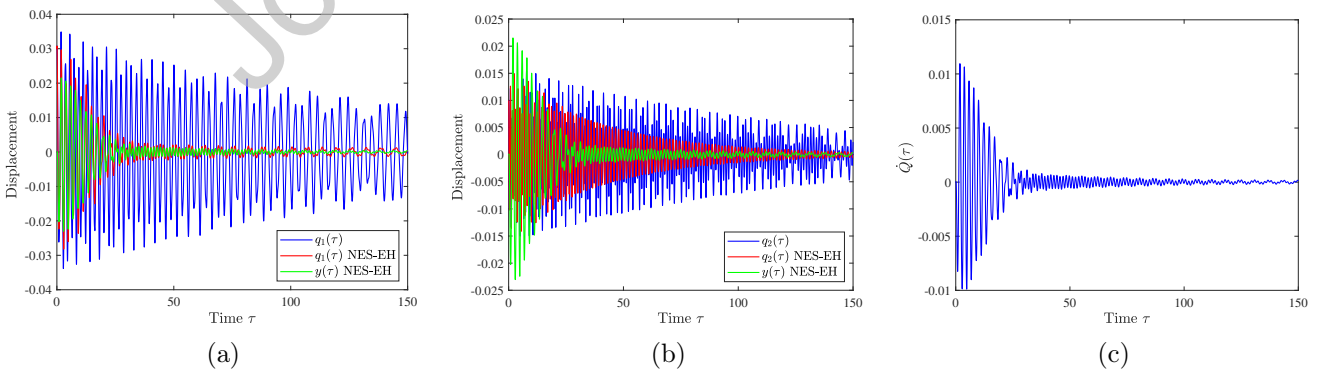 Jo
0.04
0.03
0.02
0.01
0
-0.01
-0.02
-0.03
-0.04
0
50
100
150
Displacement
Time τ
q₁(τ)
q₁(τ) NES-EH
y(τ) NES-EH
(a)
0.025
0.02
0.015
0.01
0.005
0
-0.005
-0.01
-0.015
-0.02
-0.025
0
50
100
150
Displacement
Time τ
q₂(τ)
q₂(τ) NES-EH
y(τ) NES-EH
(b)
0.015
0.01
0.005
0
-0.005
-0.01
0
50
100
150
Q̇(τ)
Time τ
(c)